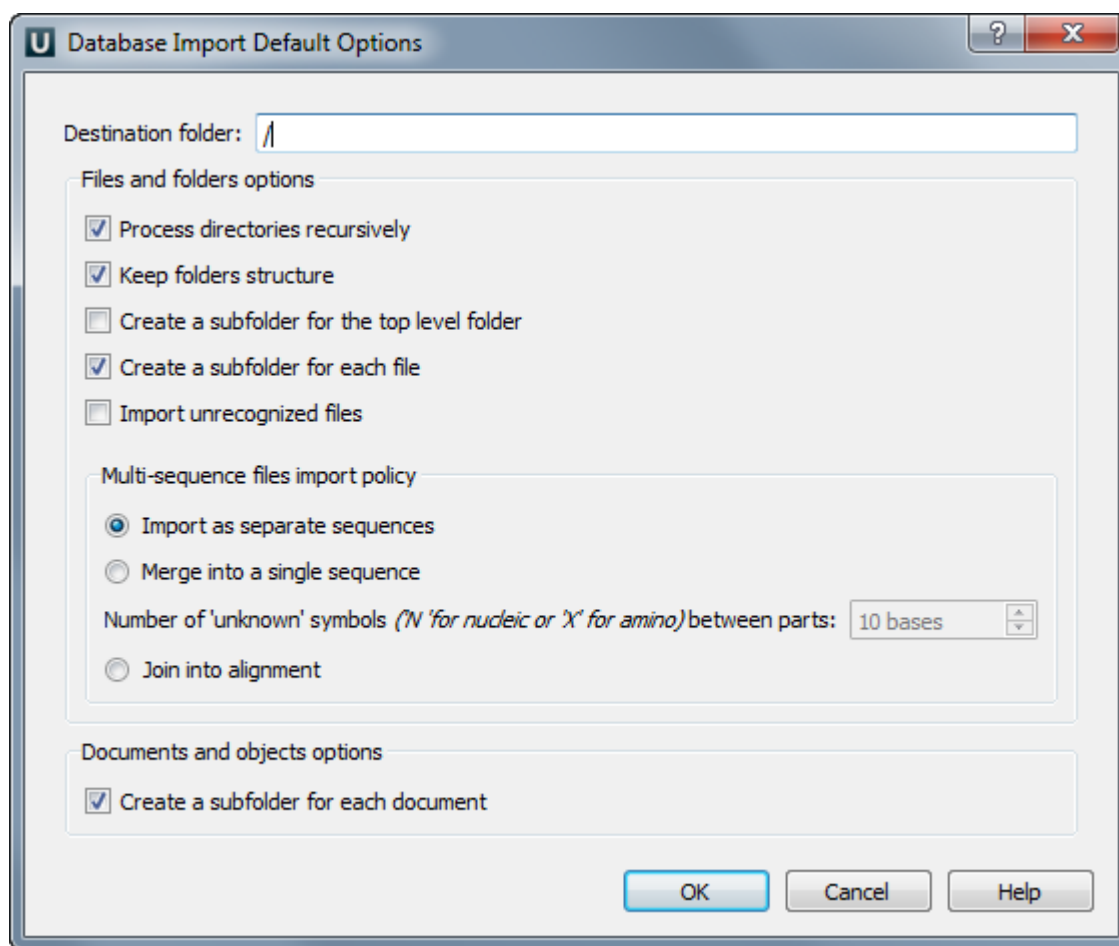 U Database Import Default Options ? X
Destination folder: /
Files and folders options
Process directories recursively
Keep folders structure
Create a subfolder for the top level folder
Create a subfolder for each file
Import unrecognized files
Multi-sequence files import policy
Import as separate sequences
Merge into a single sequence
Number of 'unknown' symbols ('N 'for nucleic or 'X' for amino) between parts: 10 bases
Join into alignment
Documents and objects options
Create a subfolder for each document
OK Cancel Help